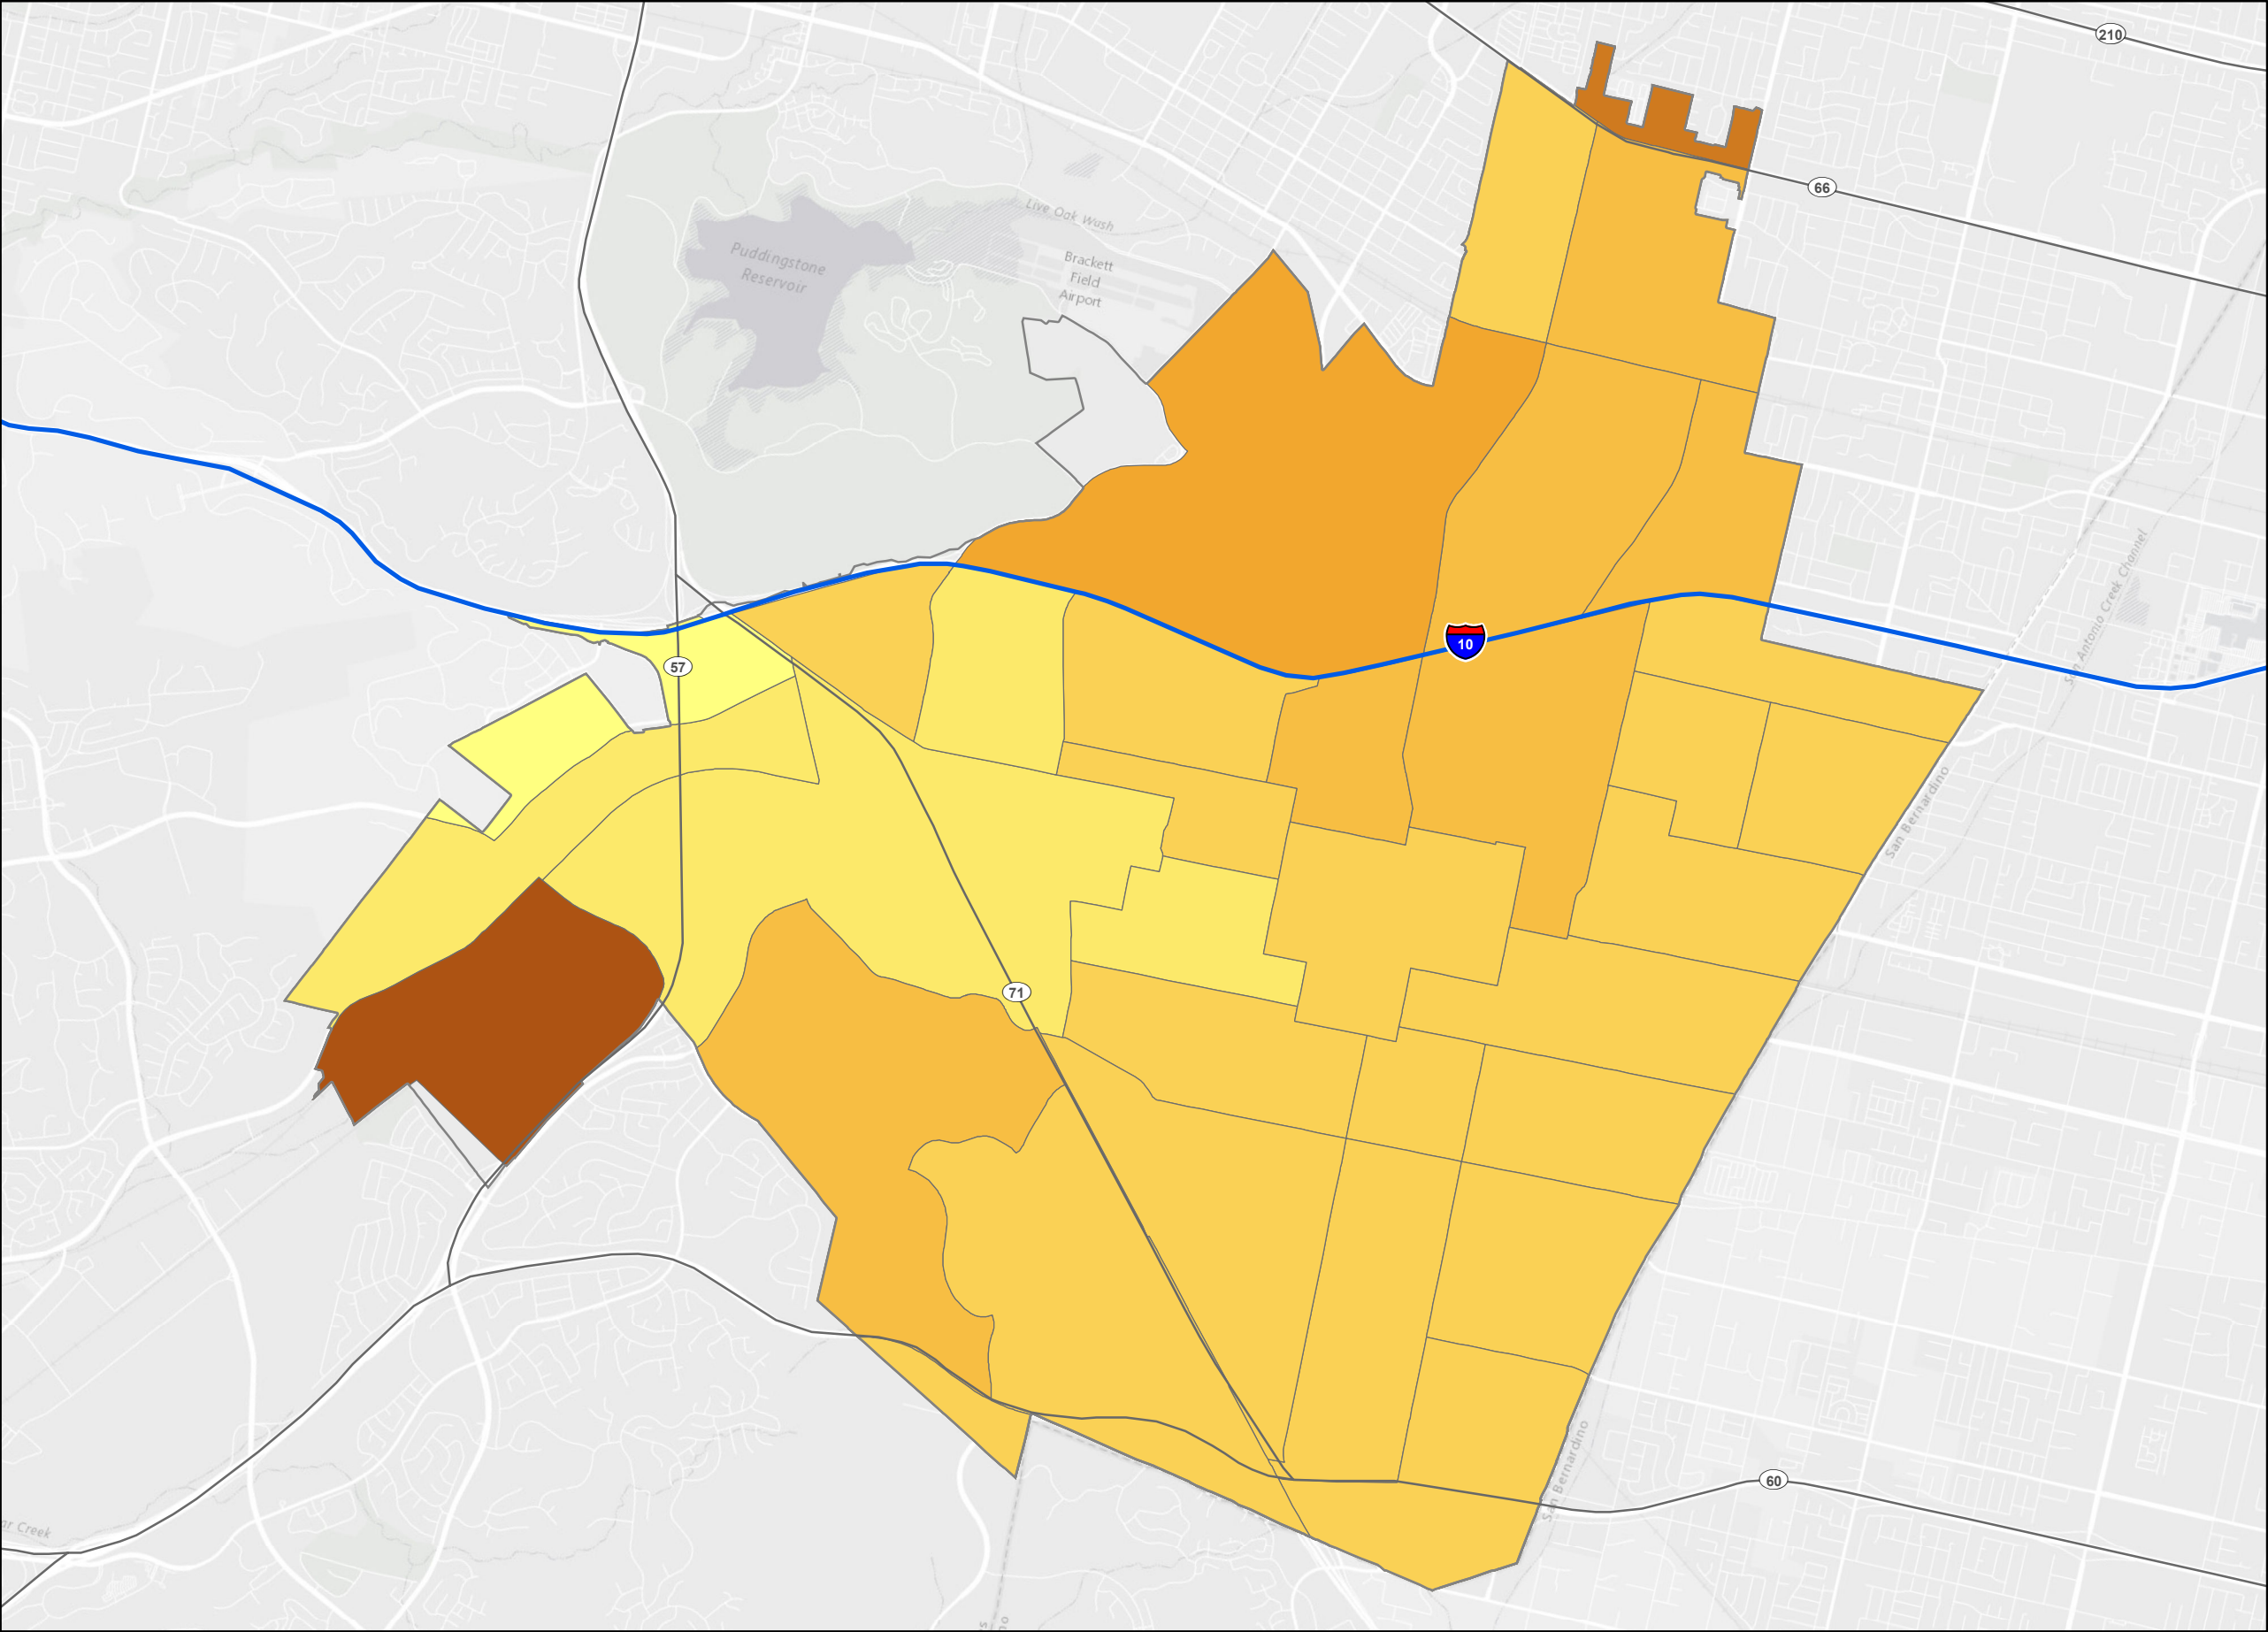 210
66
Live Oak Wash
Puddingstone
Reservoir
Brackett
Field
Airport
San Antonio Creek Channel
10
57
San Bernardino
71
San Bernardino
60
ar Creek